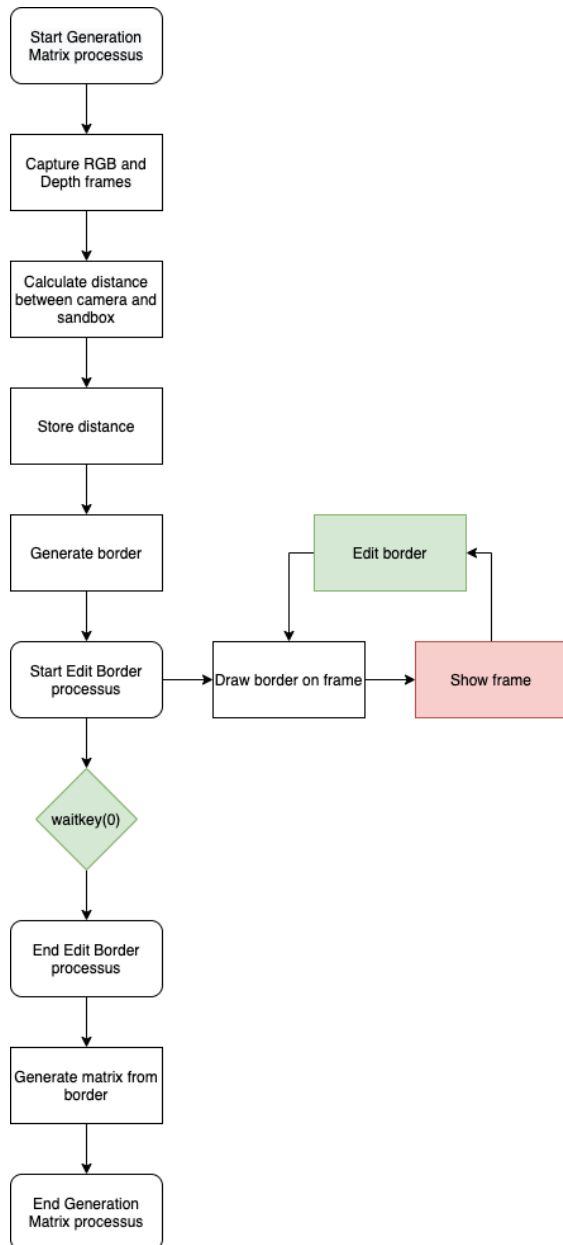 Start Generation
Matrix processus
Capture RGB and
Depth frames
Calculate distance
between camera and
sandbox
Store distance
Generate border
Edit border
Start Edit Border
processus
Draw border on frame
Show frame
waitkey(0)
End Edit Border
processus
Generate matrix from
border
End Generation
Matrix processus